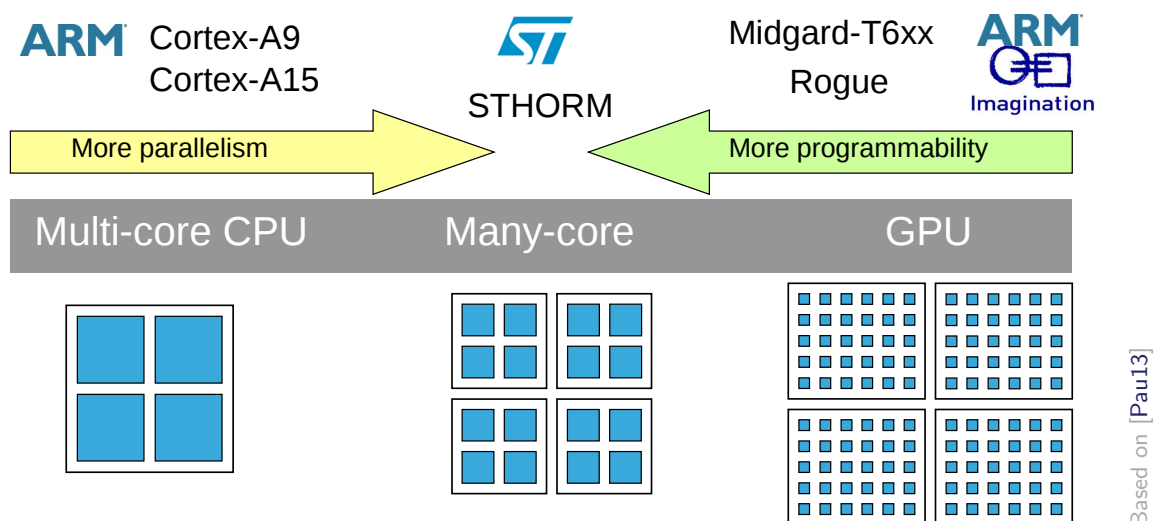 ARM
Cortex-A9
Cortex-A15
ST
STHORM
Midgard-T6xx
Rogue
ARM
Imagination
More parallelism
More programmability
Multi-core CPU
Many-core
GPU
Based on [Pau13]